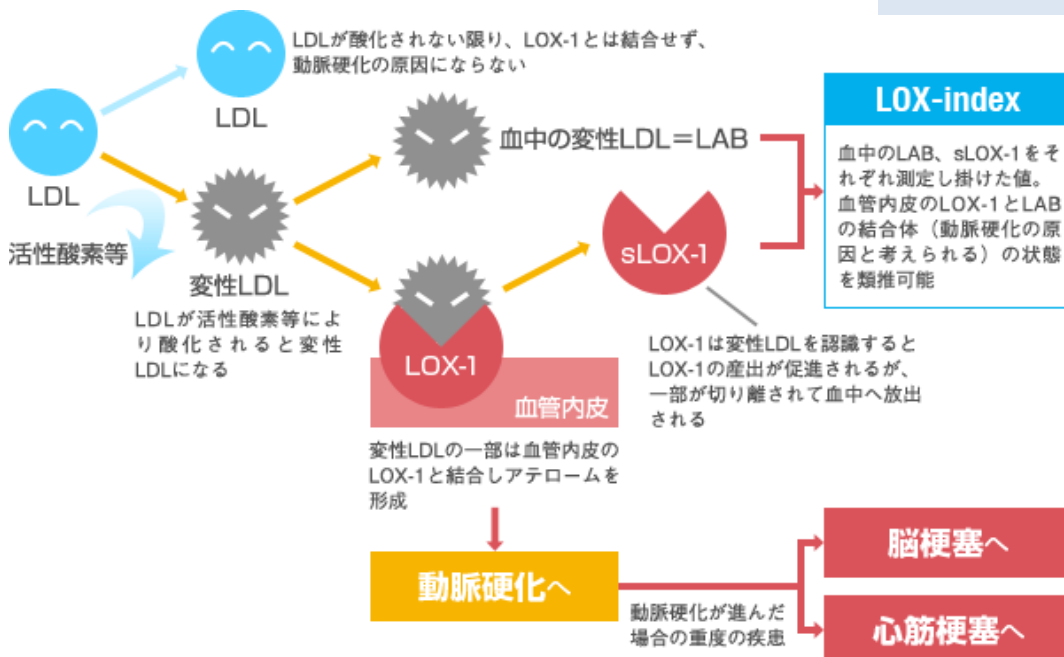 LDLが酸化されない限り、LOX-1とは結合せず、
動脈硬化の原因にならない
LDL
LDL
活性酸素等
変性LDL
LDLが活性酸素等によ
り酸化されると変性
LDLになる
血中の変性LDL＝LAB
LOX-index
血中のLAB、sLOX-1をそ
れぞれ測定し掛けた値。
血管内皮のLOX-1とLAB
の結合体（動脈硬化の原
因と考えられる）の状態
を類推可能
sLOX-1
LOX-1は変性LDLを認識すると
LOX-1の産出が促進されるが、
一部が切り離されて血中へ放出
される
LOX-1
血管内皮
変性LDLの一部は血管内皮の
LOX-1と結合しアテロームを
形成
動脈硬化へ
動脈硬化が進んだ
場合の重度の疾患
脳梗塞へ
心筋梗塞へ